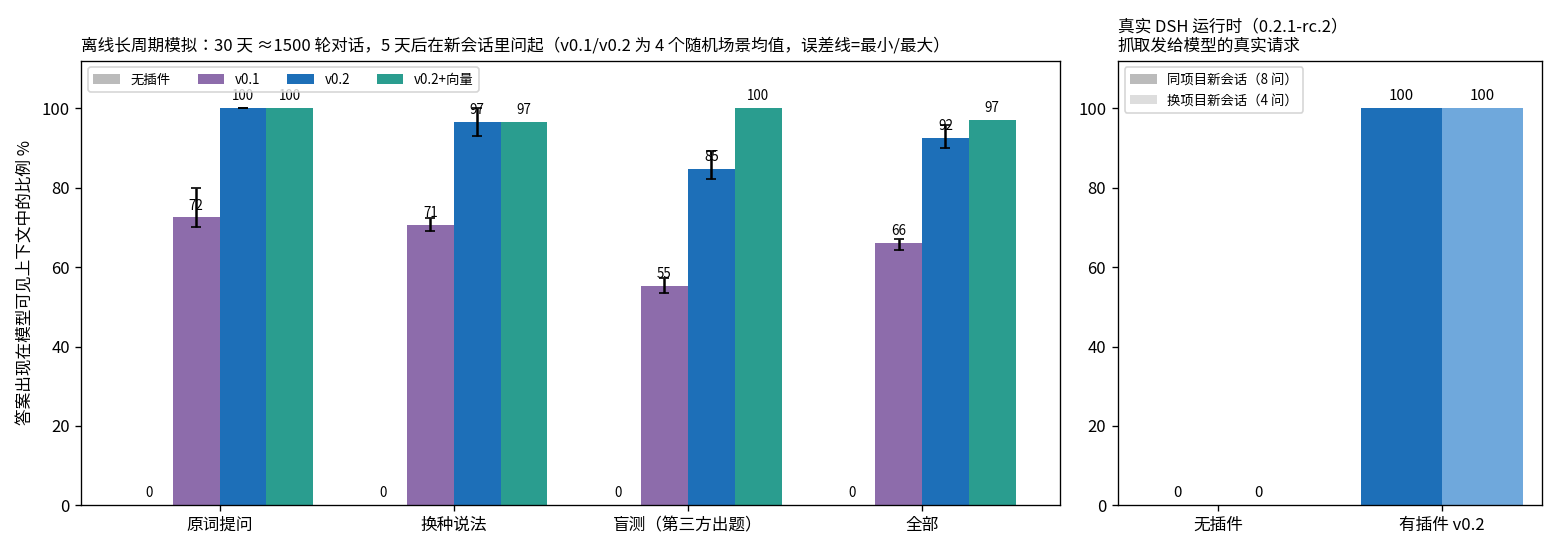 离线长周期模拟：30 天 ≈1500 轮对话，5 天后在新会话里问起（v0.1/v0.2 为 4 个随机场景均值，误差线=最小/最大）
无插件 v0.1 v0.2 v0.2+向量
答案出现在模型可见上下文中的比例 %
100
80
60
40
20
0
0 72 100 100
0 71 97 97
0 55 85 100
0 66 92 97
原词提问 换种说法 盲测（第三方出题） 全部
真实 DSH 运行时（0.2.1-rc.2）
抓取发给模型的真实请求
同项目新会话（8 问）
换项目新会话（4 问）
100
80
60
40
20
0
0 0 100 100
无插件 有插件 v0.2